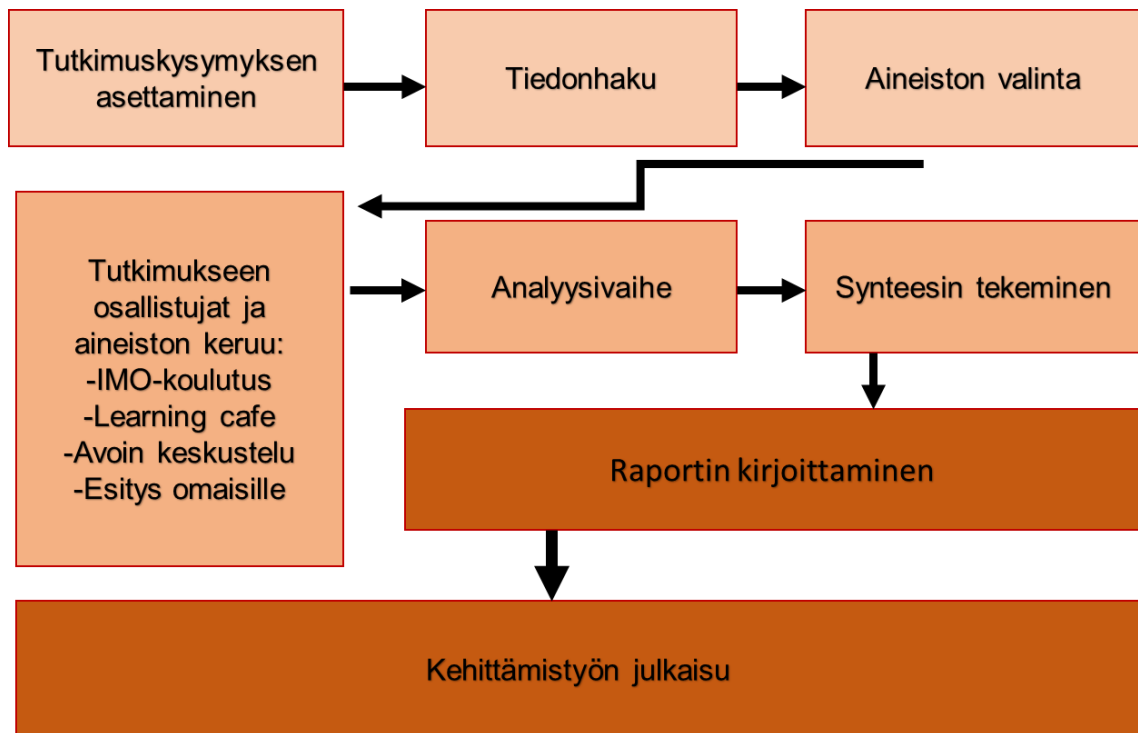 Tutkimuskysymyksen
asettaminen
Tiedonhaku
Aineiston valinta
Tutkimukseen
osallistujat ja
aineiston keruu:
-IMO-koulutus
-Learning cafe
-Avoin keskustelu
-Esitys omaisille
Analyysivaihe
Synteesin tekeminen
Raportin kirjoittaminen
Kehittämistyön julkaisu